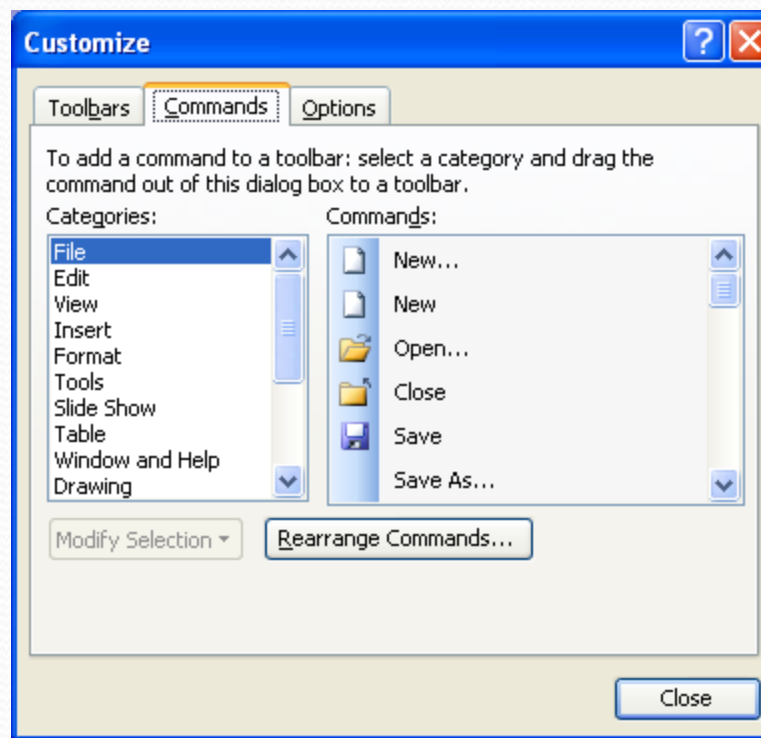 Customize
Toolbars Commands Options
To add a command to a toolbar: select a category and drag the
command out of this dialog box to a toolbar.
Categories:
File
Edit
View
Insert
Format
Tools
Slide Show
Table
Window and Help
Drawing
Commands:
New...
New
Open...
Close
Save
Save As...
Modify Selection
Rearrange Commands...
Close